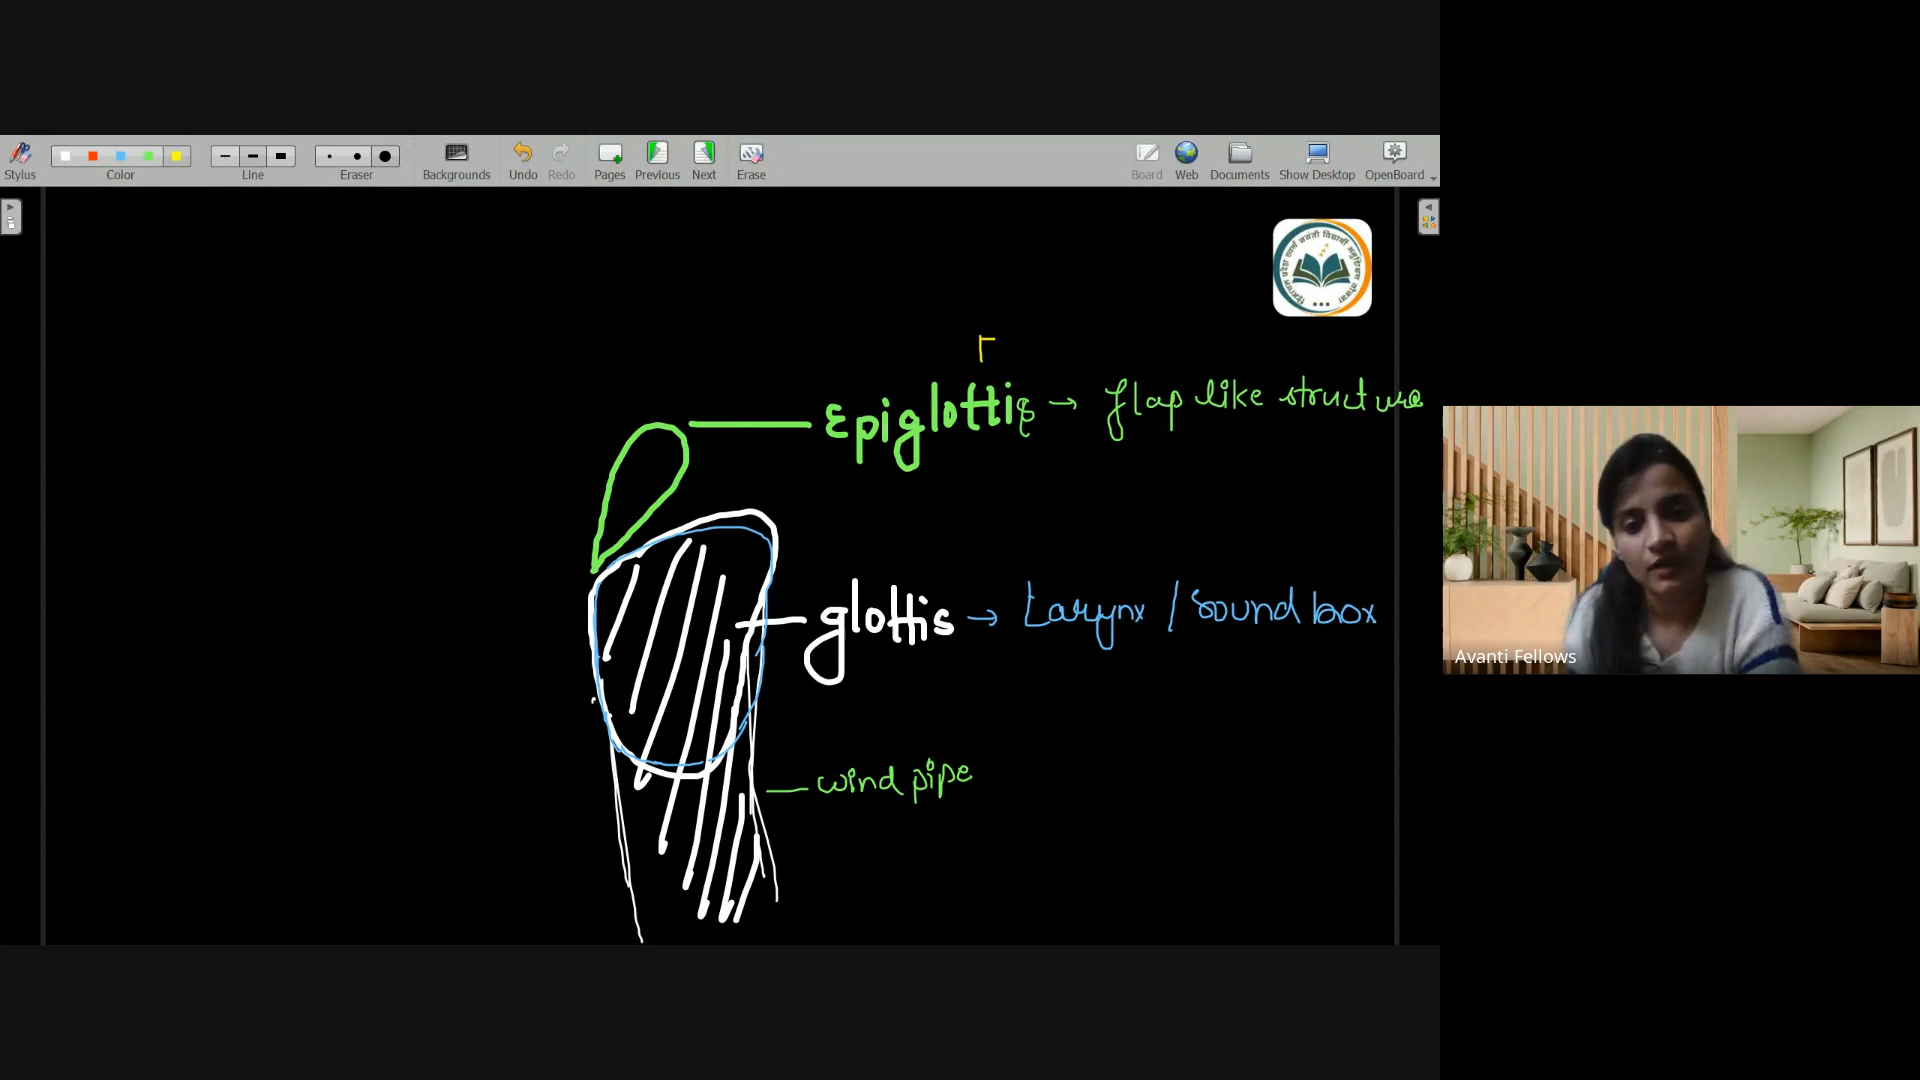 Stylus Color Line Eraser Backgrounds Undo Redo Pages Previous Next Erase Board Web Documents Show Desktop OpenBoard
Epiglottis → flap like structure
glottis → Larynx / Sound box
wind pipe
Avanti Fellows